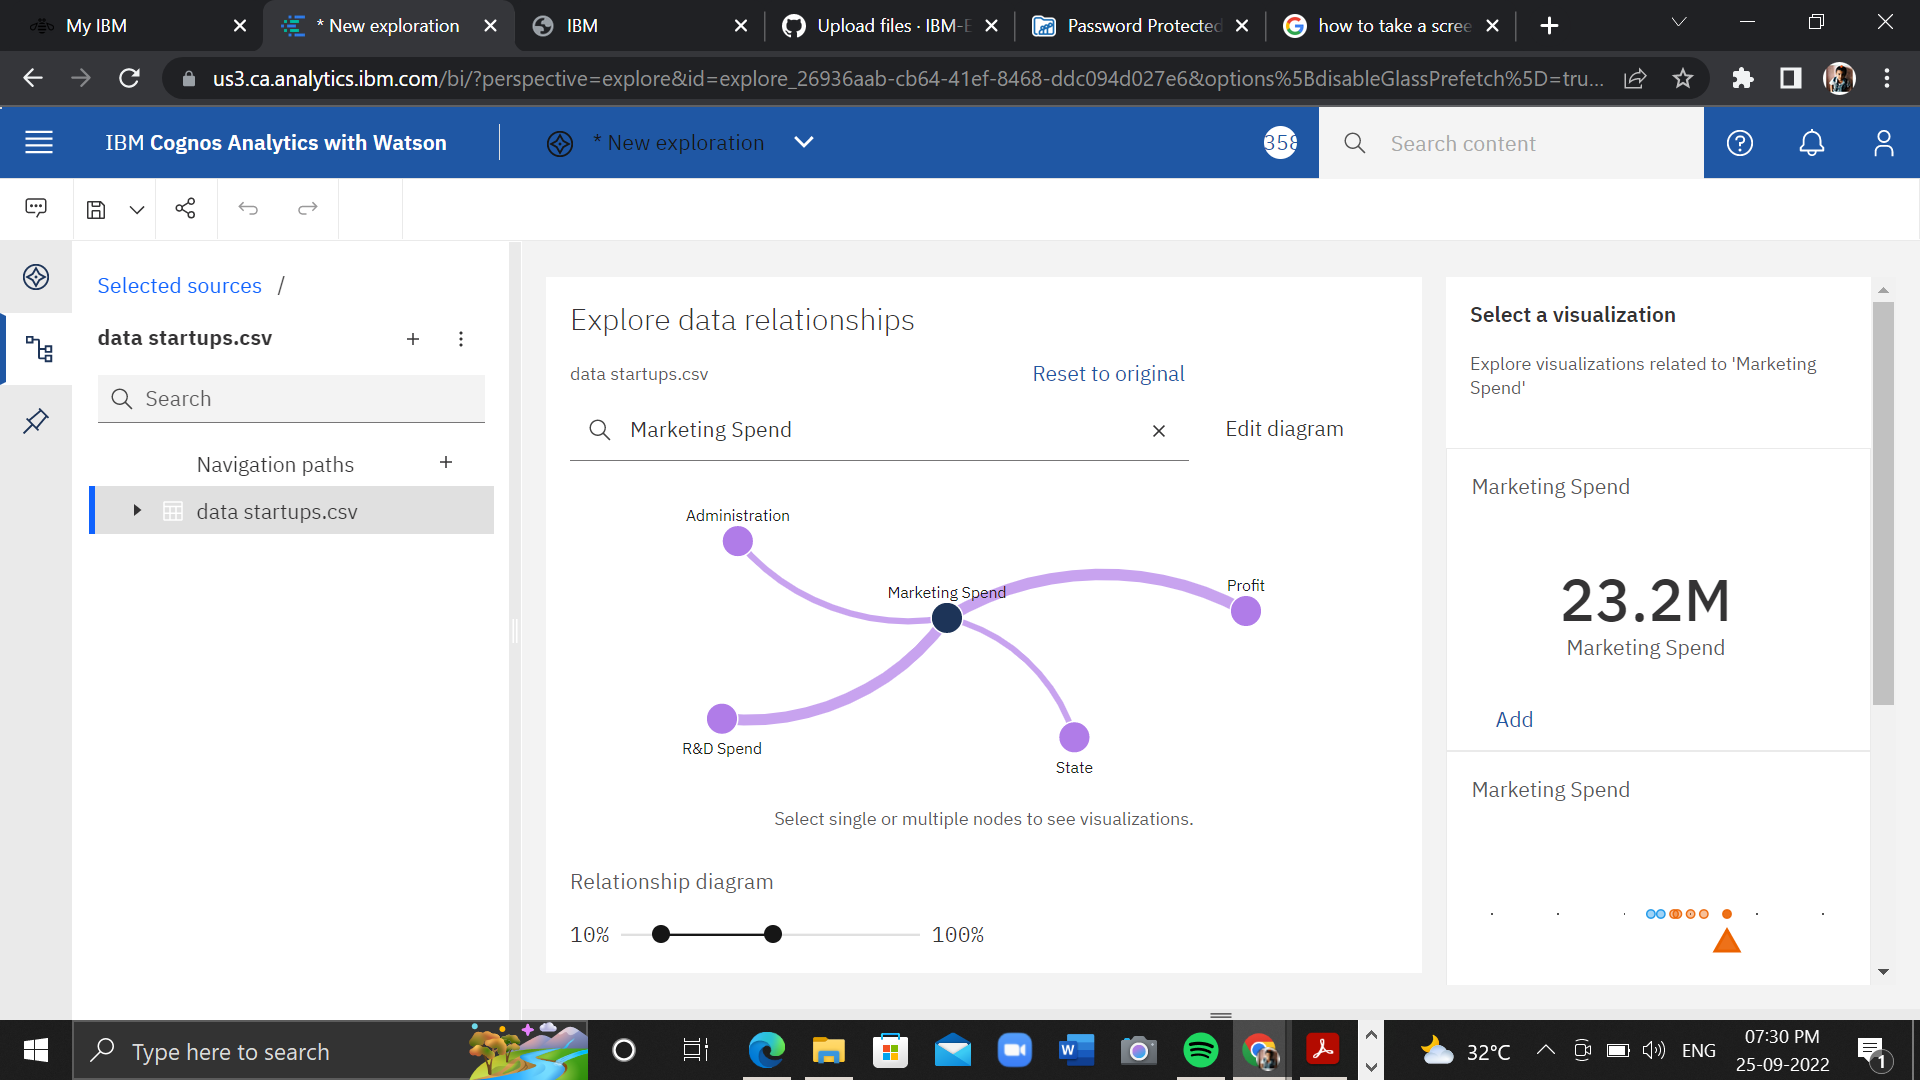 My IBM
* New exploration
IBM
Upload files · IBM-E
Password Protected
how to take a scree
us3.ca.analytics.ibm.com/bi/?perspective=explore&id=explore_26936aab-cb64-41ef-8468-ddc094d027e6&options%5BdisableGlassPrefetch%5D=tru...
IBM Cognos Analytics with Watson
* New exploration
358
Search content
Selected sources /
data startups.csv
Search
Navigation paths
data startups.csv
Explore data relationships
data startups.csv
Reset to original
Marketing Spend
Edit diagram
Administration
Marketing Spend
Profit
R&D Spend
State
Select single or multiple nodes to see visualizations.
Relationship diagram
10%
100%
Select a visualization
Explore visualizations related to 'Marketing
Spend'
Marketing Spend
23.2M
Marketing Spend
Add
Marketing Spend
Type here to search
W
32°C
ENG
07:30 PM
25-09-2022
1